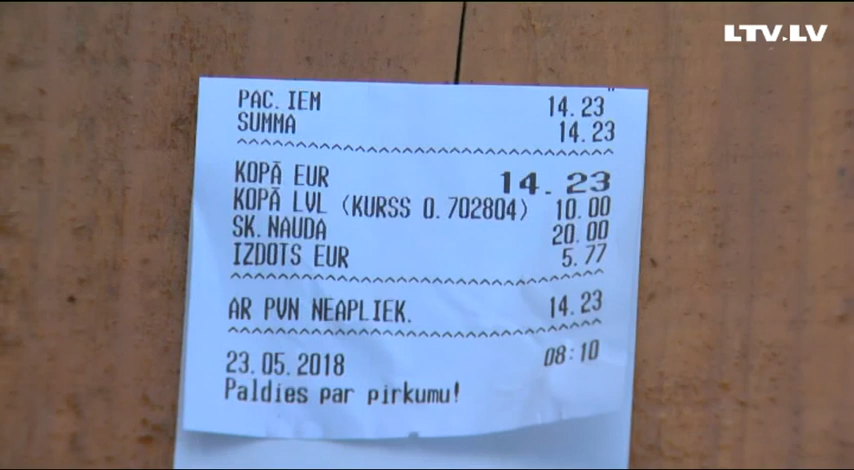 LTV.LV
PAC. IEM 14.23
SUMMA 14.23
^^^^^^^^^^^^^^^^^^^^^^^^^^^^^^^^
KOPĀ EUR 14.23
KOPĀ LVL (KURSS 0.702804) 10.00
SK. NAUDA 20.00
IZDOTS EUR 5.77
^^^^^^^^^^^^^^^^^^^^^^^^^^^^^^^^
AR PVN NEAPLIEK. 14.23
^^^^^^^^^^^^^^^^^^^^^^^^^^^^^^^^
23.05.2018 08:10
Paldies par pirkumu!